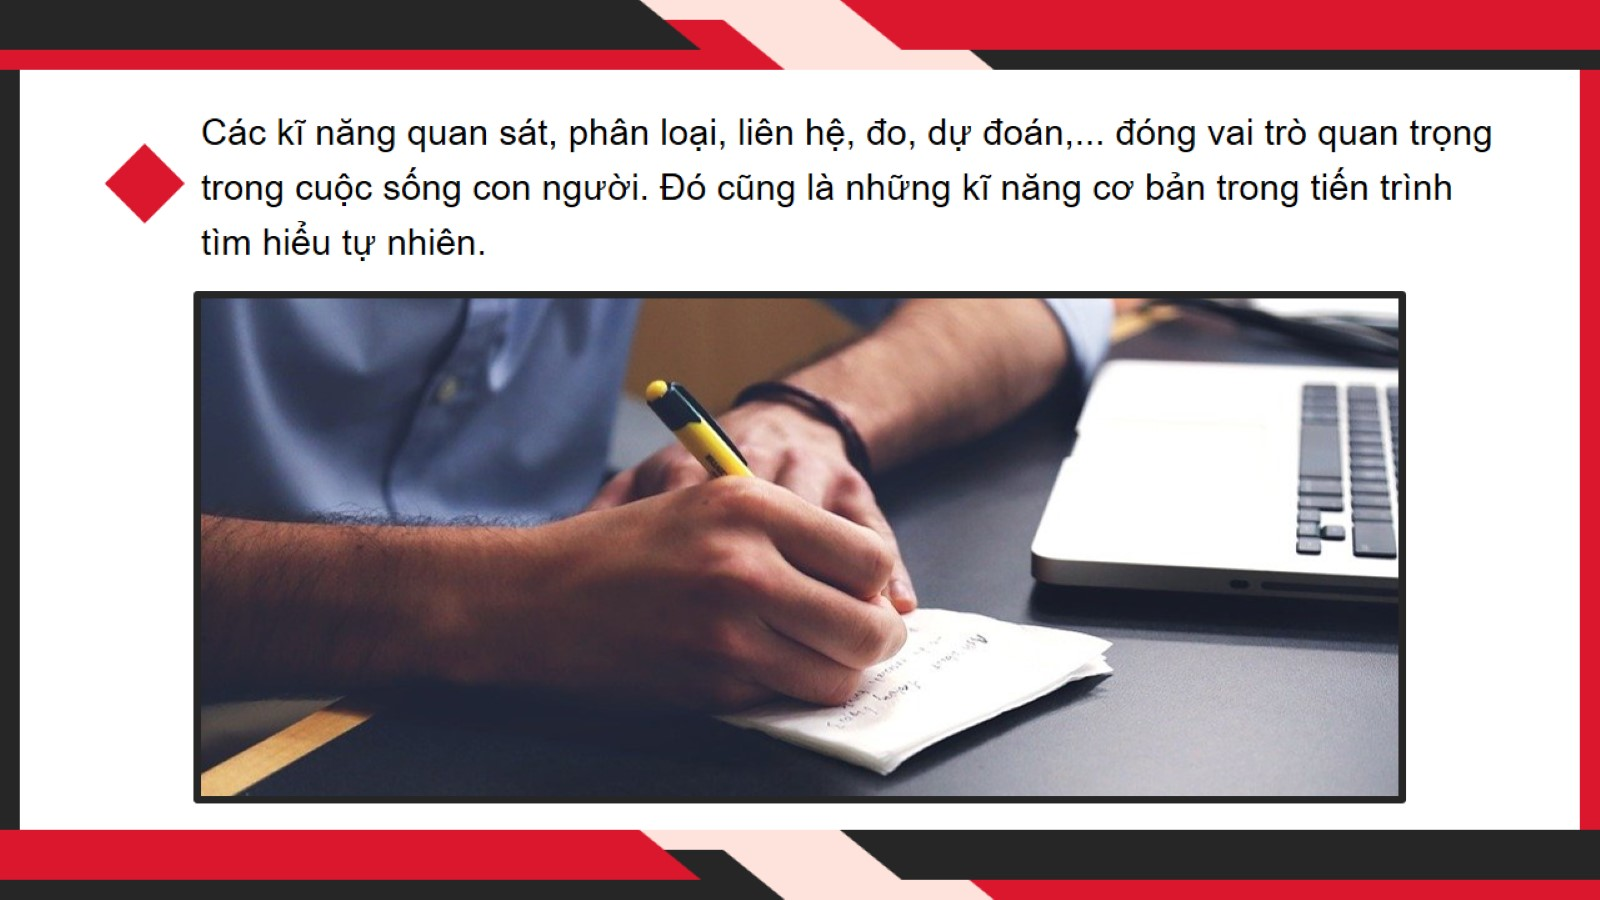 Các kĩ năng quan sát, phân loại, liên hệ, đo, dự đoán,... đóng vai trò quan trọng
trong cuộc sống con người. Đó cũng là những kĩ năng cơ bản trong tiến trình
tìm hiểu tự nhiên.